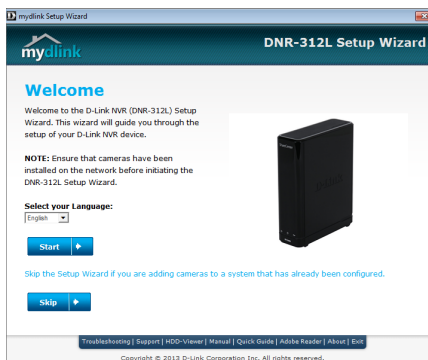 mydlink Setup Wizard
mydlink
DNR-312L Setup Wizard
Welcome
Welcome to the D-Link NVR (DNR-312L) Setup
Wizard. This wizard will guide you through the
setup of your D-Link NVR device.
NOTE: Ensure that cameras have been
installed on the network before initiating the
DNR-312L Setup Wizard.
Select your Language:
English
Start
Skip the Setup Wizard if you are adding cameras to a system that has already been configured.
Skip
Troubleshooting | Support | HDD-Viewer | Manual | Quick Guide | Adobe Reader | About | Exit
Copyright © 2013 D-Link Corporation Inc. All rights reserved.